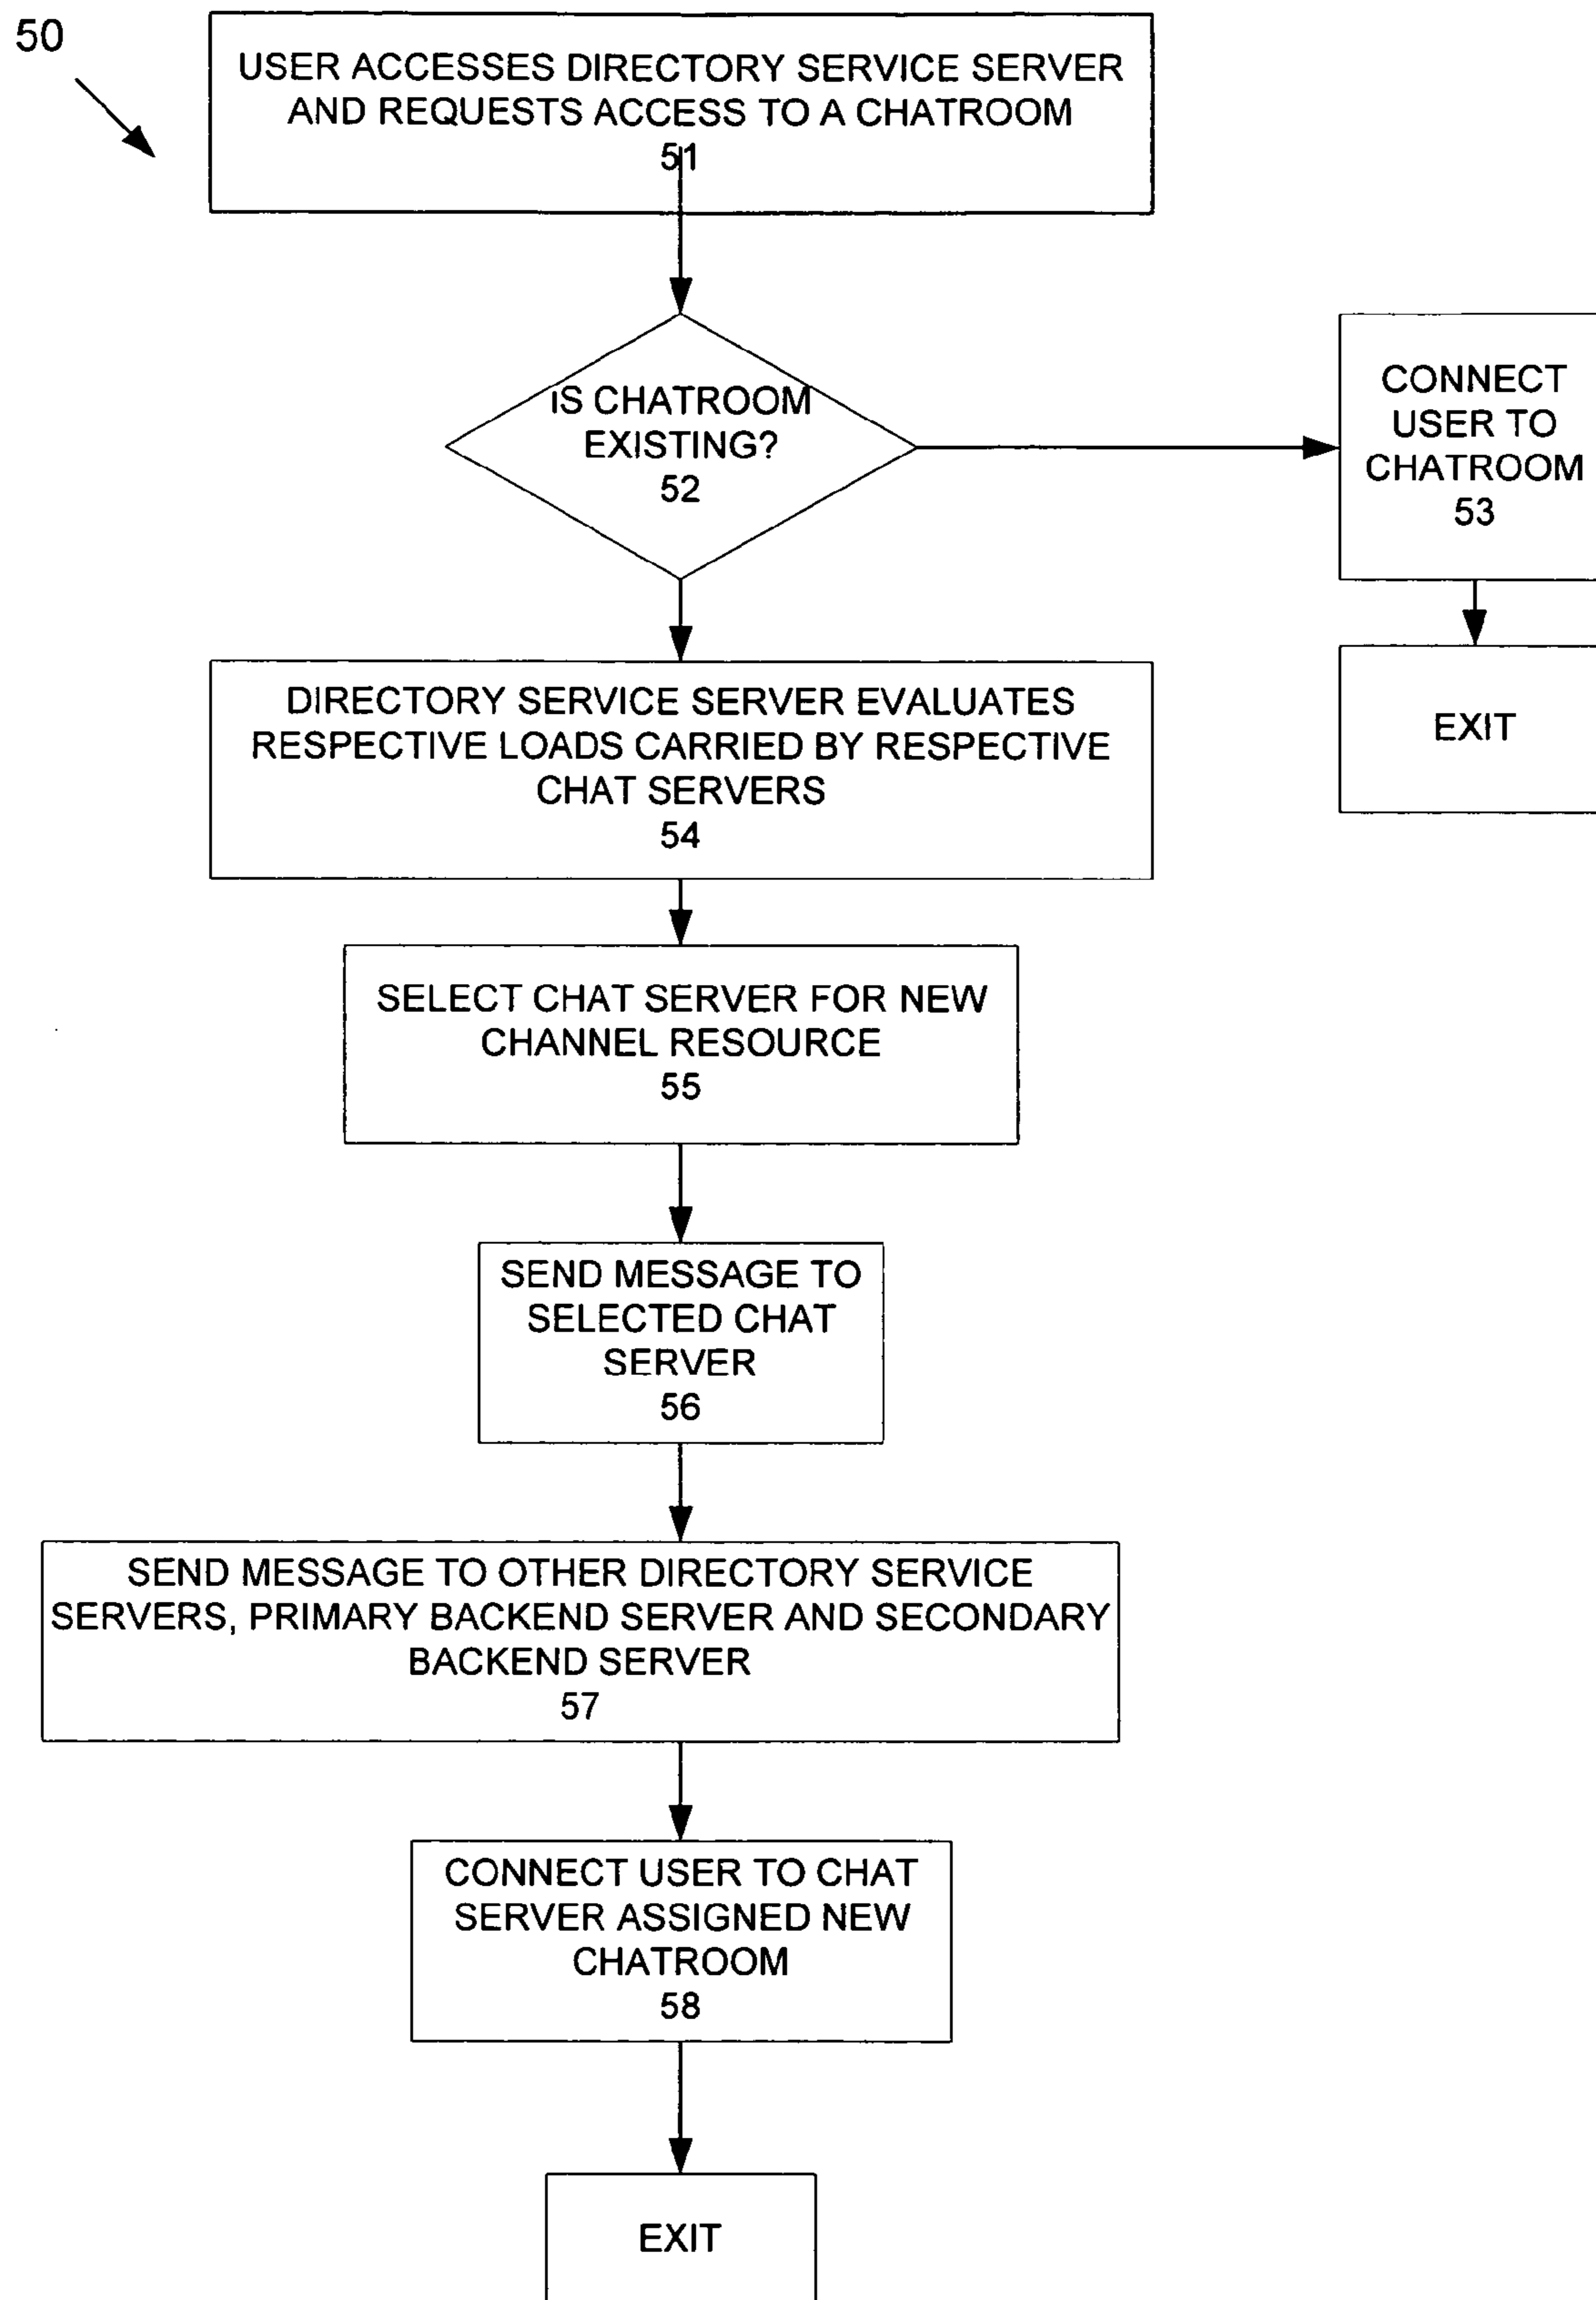 50
USER ACCESSES DIRECTORY SERVICE SERVER
AND REQUESTS ACCESS TO A CHATROOM
51
IS CHATROOM
EXISTING?
52
CONNECT
USER TO
CHATROOM
53
EXIT
DIRECTORY SERVICE SERVER EVALUATES
RESPECTIVE LOADS CARRIED BY RESPECTIVE
CHAT SERVERS
54
SELECT CHAT SERVER FOR NEW
CHANNEL RESOURCE
55
SEND MESSAGE TO
SELECTED CHAT
SERVER
56
SEND MESSAGE TO OTHER DIRECTORY SERVICE
SERVERS, PRIMARY BACKEND SERVER AND SECONDARY
BACKEND SERVER
57
CONNECT USER TO CHAT
SERVER ASSIGNED NEW
CHATROOM
58
EXIT